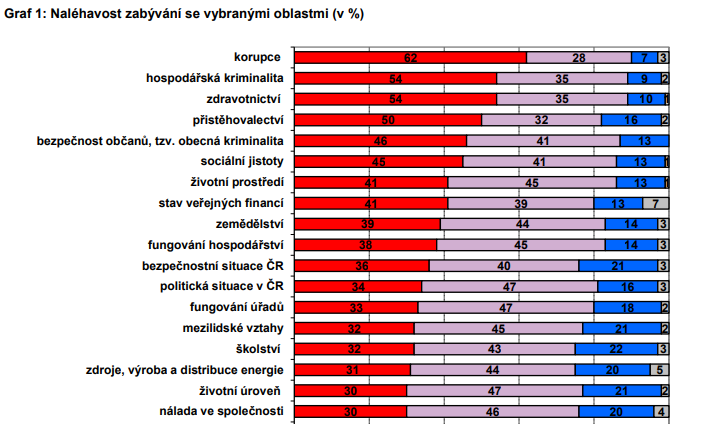 Graf 1: Naléhavost zabývání se vybranými oblastmi (v %)
korupce 62 28 7 3
hospodářská kriminalita 54 35 9 2
zdravotnictví 54 35 10 1
přistěhovalectví 50 32 16 2
bezpečnost občanů, tzv. obecná kriminalita 46 41 13
sociální jistoty 45 41 13 1
životní prostředí 41 45 13 1
stav veřejných financí 41 39 13 7
zemědělství 39 44 14 3
fungování hospodářství 38 45 14 3
bezpečnostní situace ČR 36 40 21 3
politická situace v ČR 34 47 16 3
fungování úřadů 33 47 18 2
mezilidské vztahy 32 45 21 2
školství 32 43 22 3
zdroje, výroba a distribuce energie 31 44 20 5
životní úroveň 30 47 21 2
nálada ve společnosti 30 46 20 4